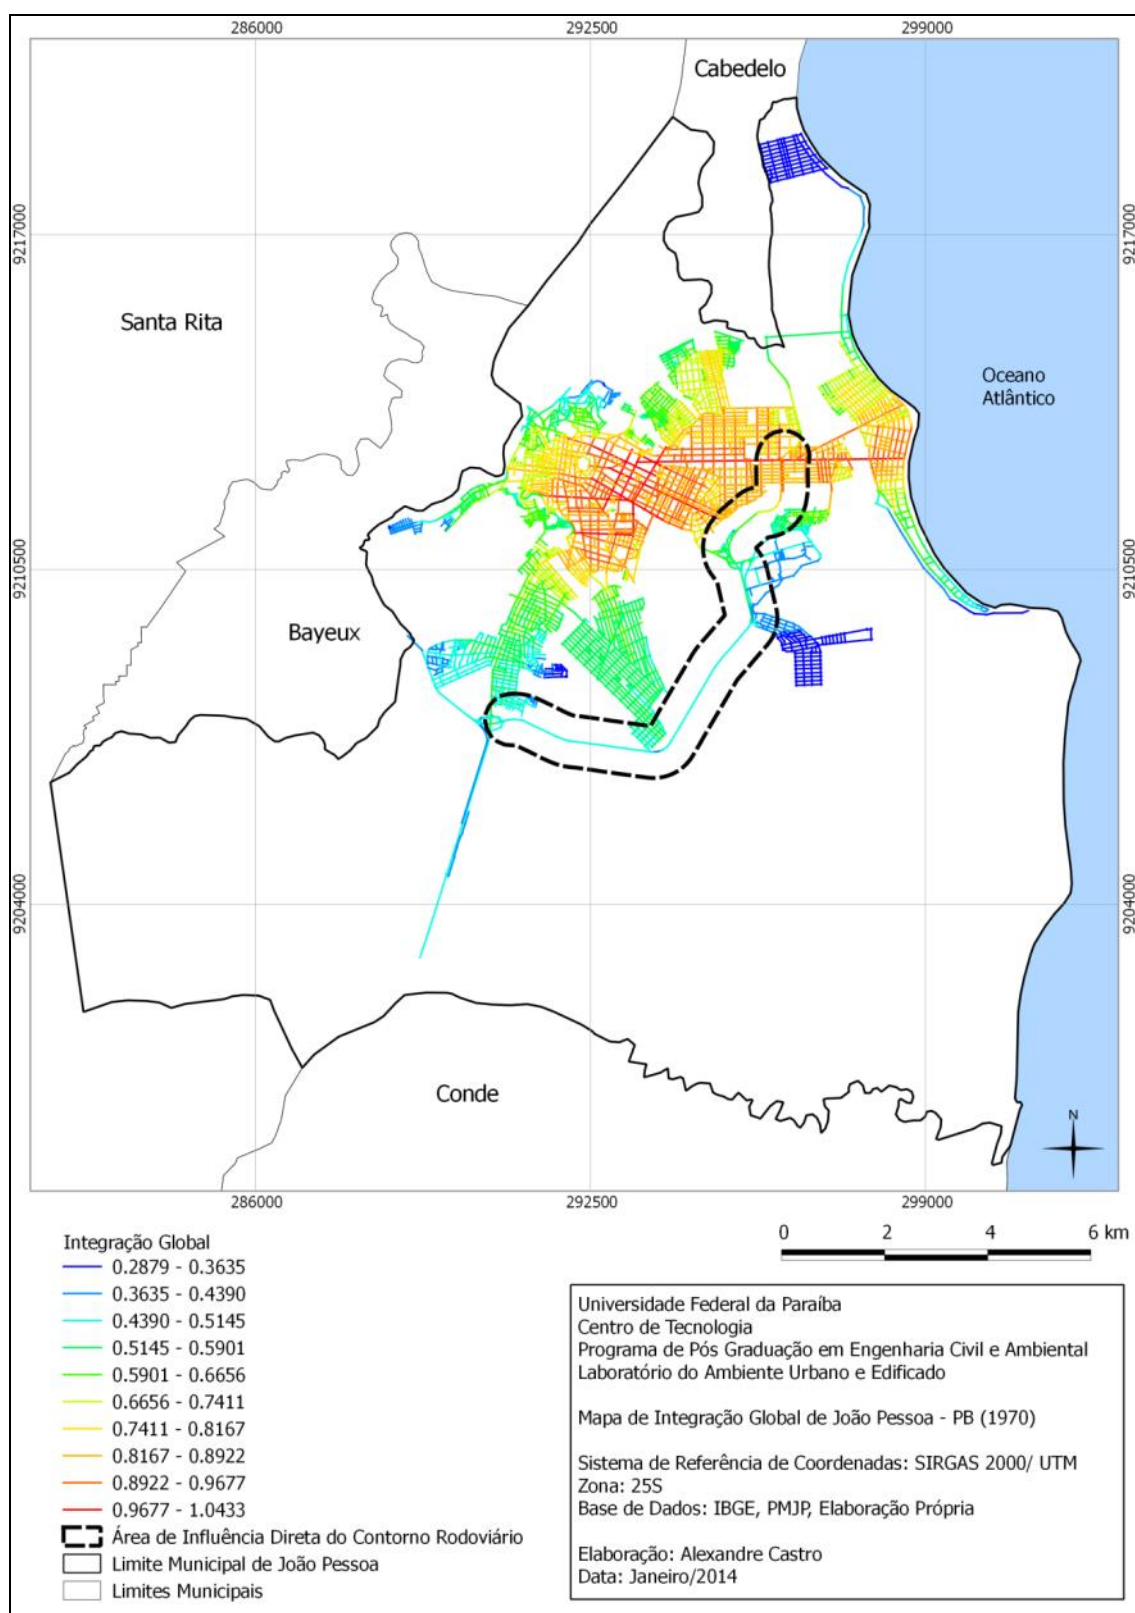 286000
292500
299000
Cabedelo
9217000
9217000
Santa Rita
Oceano
Atlântico
9210500
9210500
Bayeux
9204000
9204000
Conde
N
286000
292500
299000
Integração Global
0.2879 - 0.3635
0.3635 - 0.4390
0.4390 - 0.5145
0.5145 - 0.5901
0.5901 - 0.6656
0.6656 - 0.7411
0.7411 - 0.8167
0.8167 - 0.8922
0.8922 - 0.9677
0.9677 - 1.0433
Área de Influência Direta do Contorno Rodoviário
Limite Municipal de João Pessoa
Limites Municipais
0 2 4 6 km
Universidade Federal da Paraíba
Centro de Tecnologia
Programa de Pós Graduação em Engenharia Civil e Ambiental
Laboratório do Ambiente Urbano e Edificado
Mapa de Integração Global de João Pessoa - PB (1970)
Sistema de Referência de Coordenadas: SIRGAS 2000/ UTM
Zona: 25S
Base de Dados: IBGE, PMJP, Elaboração Própria
Elaboração: Alexandre Castro
Data: Janeiro/2014